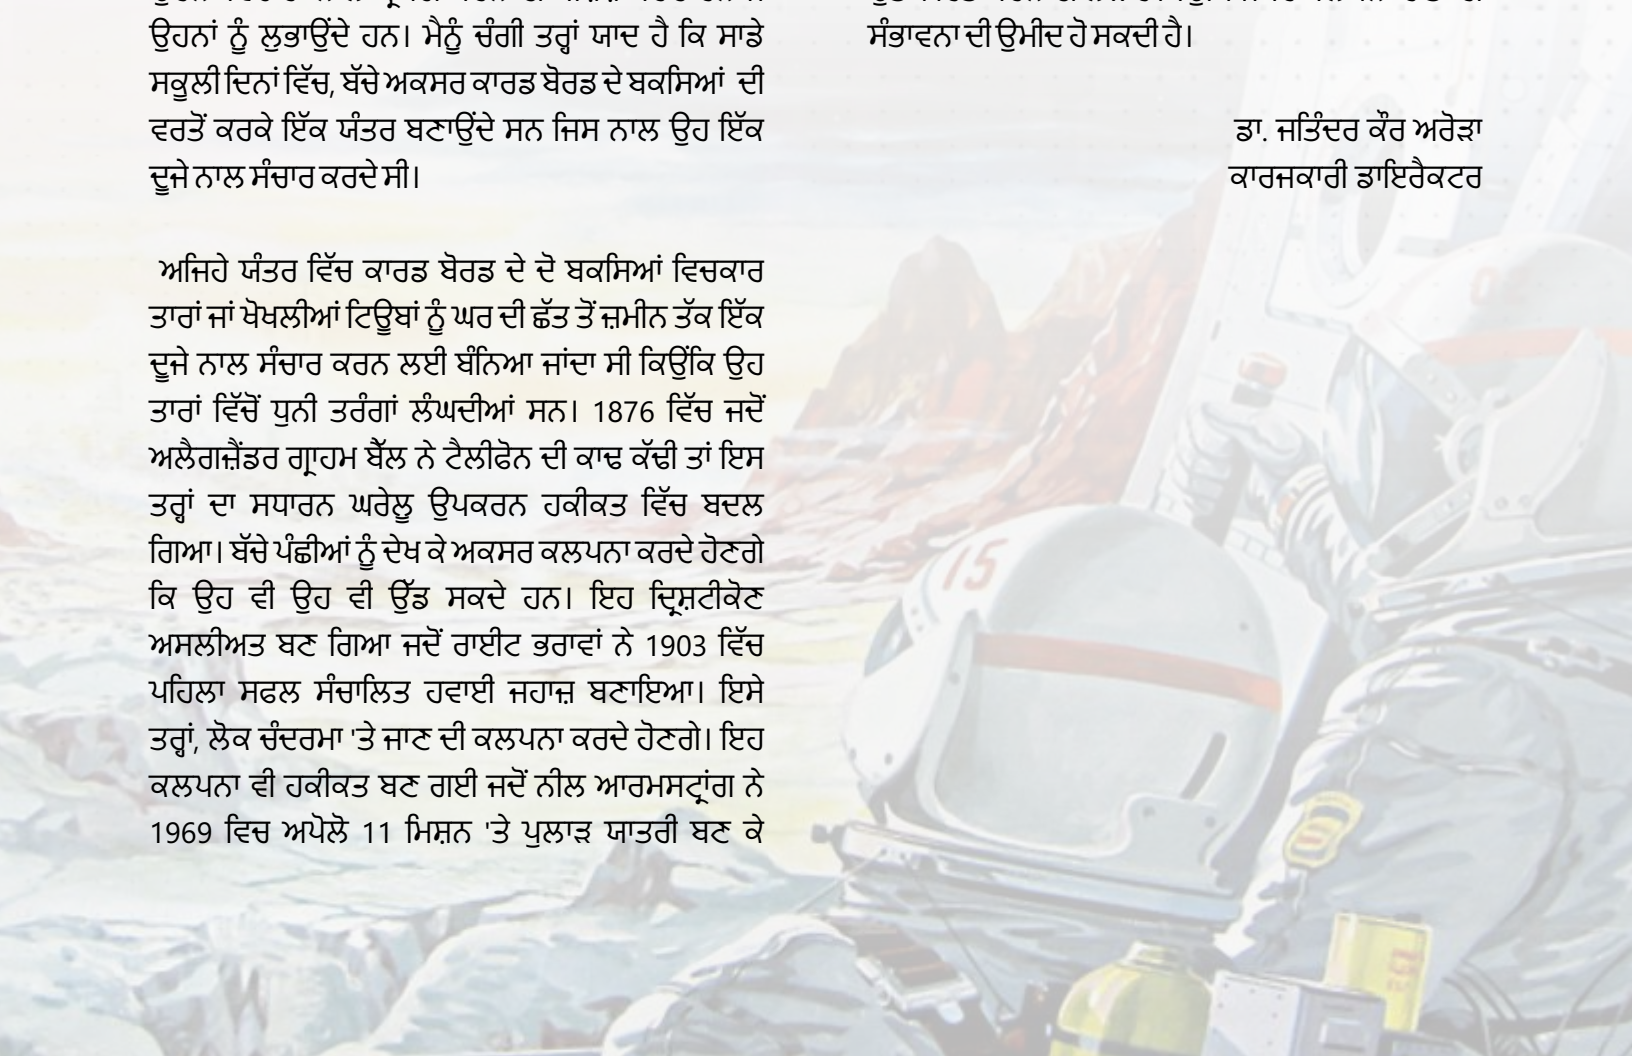 ਉਹਨਾਂ ਨੂੰ ਲੁਭਾਉਂਦੇ ਹਨ। ਮੈਨੂੰ ਚੰਗੀ ਤਰ੍ਹਾਂ ਯਾਦ ਹੈ ਕਿ ਸਾਡੇ
ਸਕੂਲੀ ਦਿਨਾਂ ਵਿੱਚ, ਬੱਚੇ ਅਕਸਰ ਕਾਰਡ ਬੋਰਡ ਦੇ ਬਕਸਿਆਂ ਦੀ
ਵਰਤੋਂ ਕਰਕੇ ਇੱਕ ਯੰਤਰ ਬਣਾਉਂਦੇ ਸਨ ਜਿਸ ਨਾਲ ਉਹ ਇੱਕ
ਦੂਜੇ ਨਾਲ ਸੰਚਾਰ ਕਰਦੇ ਸੀ।
ਅਜਿਹੇ ਯੰਤਰ ਵਿੱਚ ਕਾਰਡ ਬੋਰਡ ਦੇ ਦੋ ਬਕਸਿਆਂ ਵਿਚਕਾਰ
ਤਾਰਾਂ ਜਾਂ ਖੋਖਲੀਆਂ ਟਿਊਬਾਂ ਨੂੰ ਘਰ ਦੀ ਛੱਤ ਤੋਂ ਜ਼ਮੀਨ ਤੱਕ ਇੱਕ
ਦੂਜੇ ਨਾਲ ਸੰਚਾਰ ਕਰਨ ਲਈ ਬੰਨਿਆ ਜਾਂਦਾ ਸੀ ਕਿਉਂਕਿ ਉਹ
ਤਾਰਾਂ ਵਿੱਚੋਂ ਧੁਨੀ ਤਰੰਗਾਂ ਲੰਘਦੀਆਂ ਸਨ। 1876 ਵਿੱਚ ਜਦੋਂ
ਅਲੈਗਜ਼ੈਂਡਰ ਗ੍ਰਾਹਮ ਬੈੱਲ ਨੇ ਟੈਲੀਫੋਨ ਦੀ ਕਾਢ ਕੱਢੀ ਤਾਂ ਇਸ
ਤਰ੍ਹਾਂ ਦਾ ਸਧਾਰਨ ਘਰੇਲੂ ਉਪਕਰਨ ਹਕੀਕਤ ਵਿੱਚ ਬਦਲ
ਗਿਆ। ਬੱਚੇ ਪੰਛੀਆਂ ਨੂੰ ਦੇਖ ਕੇ ਅਕਸਰ ਕਲਪਨਾ ਕਰਦੇ ਹੋਣਗੇ
ਕਿ ਉਹ ਵੀ ਉਹ ਵੀ ਉੱਡ ਸਕਦੇ ਹਨ। ਇਹ ਦ੍ਰਿਸ਼ਟੀਕੋਣ
ਅਸਲੀਅਤ ਬਣ ਗਿਆ ਜਦੋਂ ਰਾਈਟ ਭਰਾਵਾਂ ਨੇ 1903 ਵਿੱਚ
ਪਹਿਲਾ ਸਫਲ ਸੰਚਾਲਿਤ ਹਵਾਈ ਜਹਾਜ਼ ਬਣਾਇਆ। ਇਸੇ
ਤਰ੍ਹਾਂ, ਲੋਕ ਚੰਦਰਮਾ 'ਤੇ ਜਾਣ ਦੀ ਕਲਪਨਾ ਕਰਦੇ ਹੋਣਗੇ। ਇਹ
ਕਲਪਨਾ ਵੀ ਹਕੀਕਤ ਬਣ ਗਈ ਜਦੋਂ ਨੀਲ ਆਰਮਸਟ੍ਰਾਂਗ ਨੇ
1969 ਵਿਚ ਅਪੋਲੋ 11 ਮਿਸ਼ਨ 'ਤੇ ਪੁਲਾੜ ਯਾਤਰੀ ਬਣ ਕੇ
ਸੰਭਾਵਨਾ ਦੀ ਉਮੀਦ ਹੋ ਸਕਦੀ ਹੈ।
ਡਾ. ਜਤਿੰਦਰ ਕੌਰ ਅਰੋੜਾ
ਕਾਰਜਕਾਰੀ ਡਾਇਰੈਕਟਰ
15